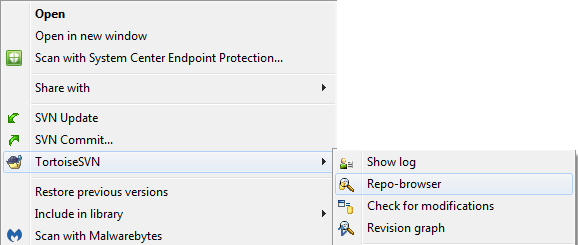 Open
Open in new window
Scan with System Center Endpoint Protection...
Share with
SVN Update
SVN Commit...
TortoiseSVN
Restore previous versions
Include in library
Scan with Malwarebytes
Show log
Repo-browser
Check for modifications
Revision graph